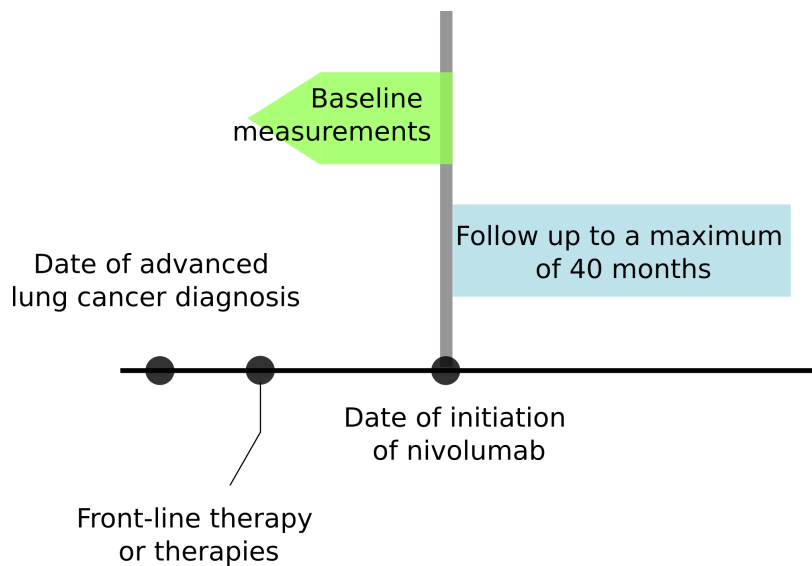 Baseline
measurements
Follow up to a maximum
of 40 months
Date of advanced
lung cancer diagnosis
Date of initiation
of nivolumab
Front-line therapy
or therapies